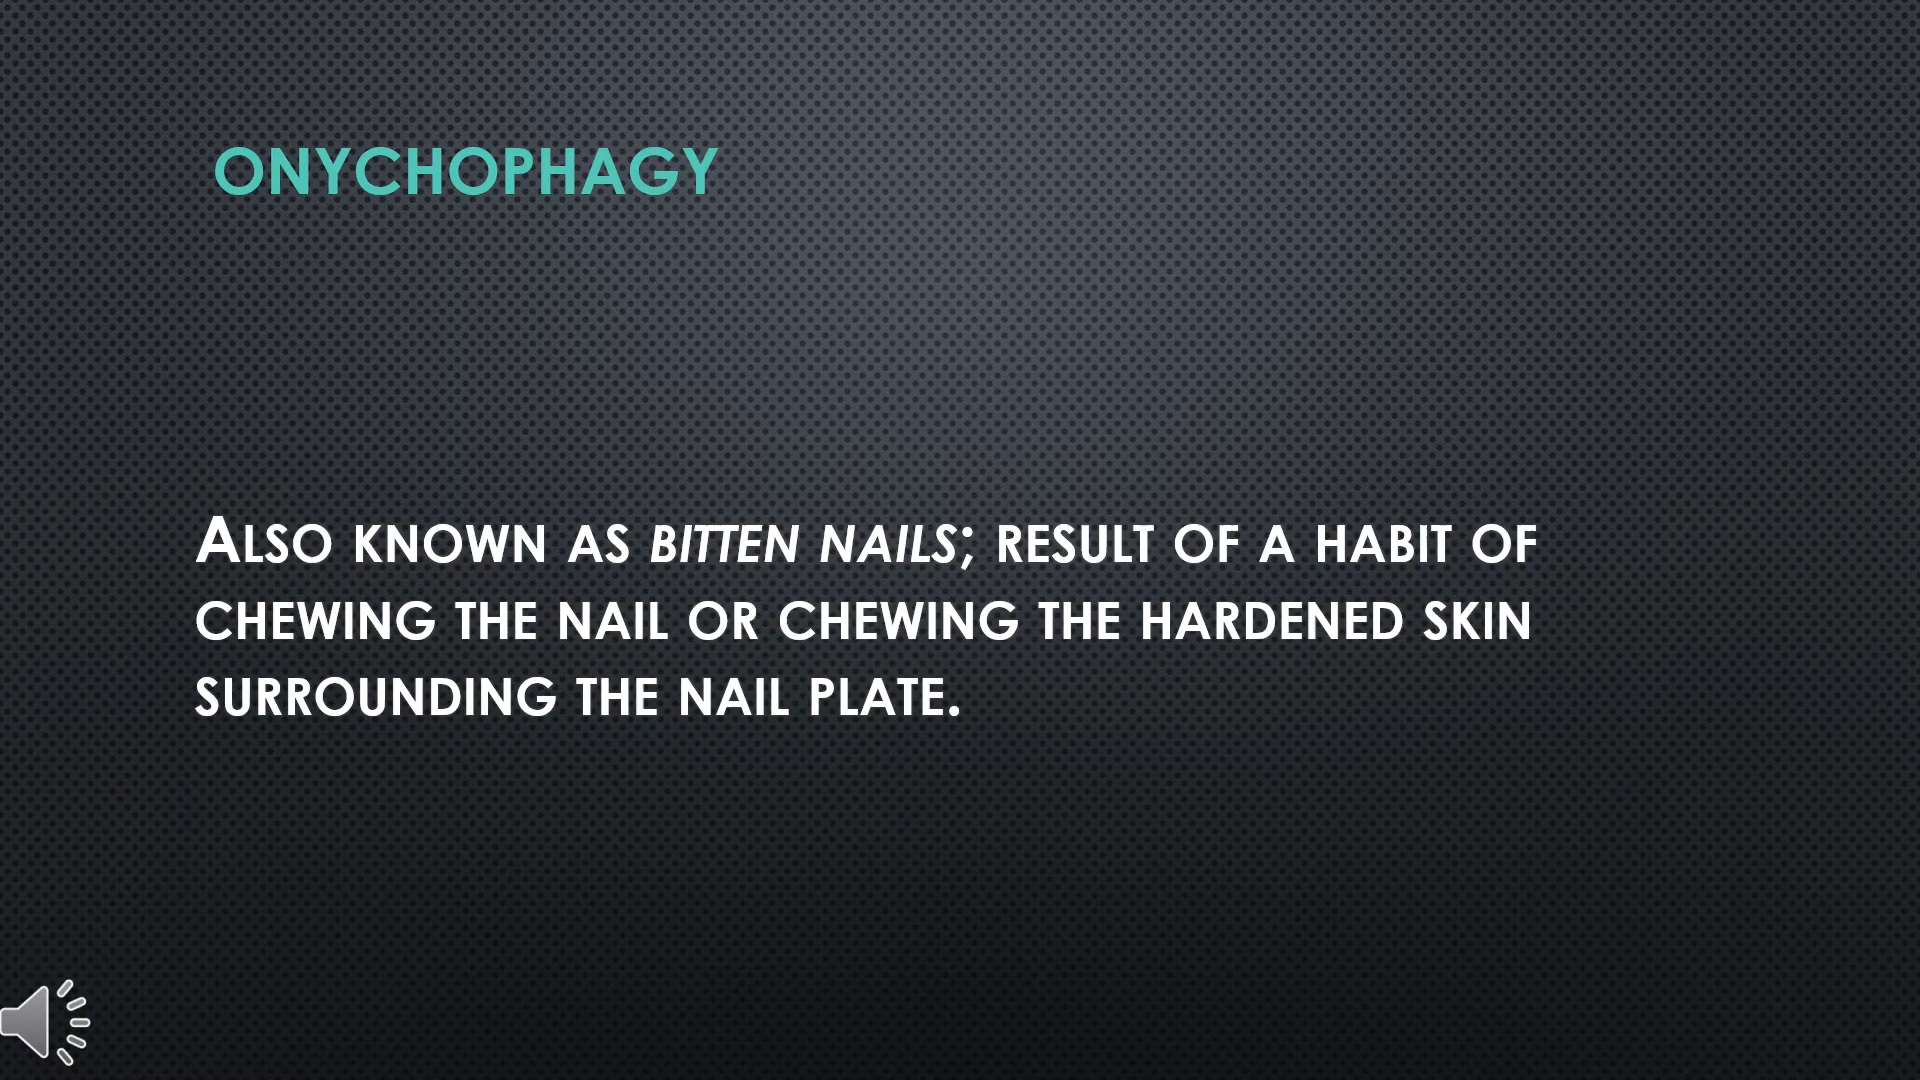 ONYCHOPHAGY
ALSO KNOWN AS BITTEN NAILS; RESULT OF A HABIT OF
CHEWING THE NAIL OR CHEWING THE HARDENED SKIN
SURROUNDING THE NAIL PLATE.